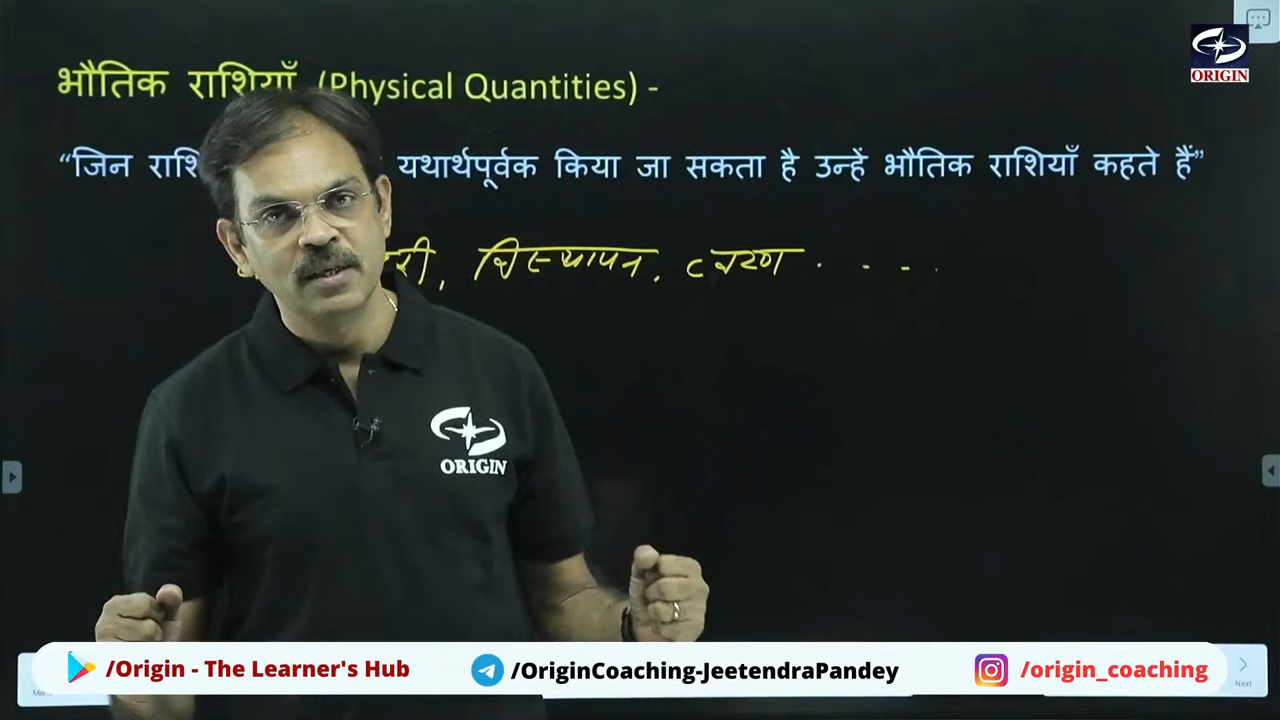 ORIGIN
भौतिक राशियाँ (Physical Quantities) -
“जिन यथार्थपूर्वक किया जा सकता है उन्हें भौतिक राशियाँ कहते हैं”
विस्थापन, त्वरण . - - .
ORIGIN
/Origin - The Learner's Hub
/OriginCoaching-JeetendraPandey
/origin_coaching
Next